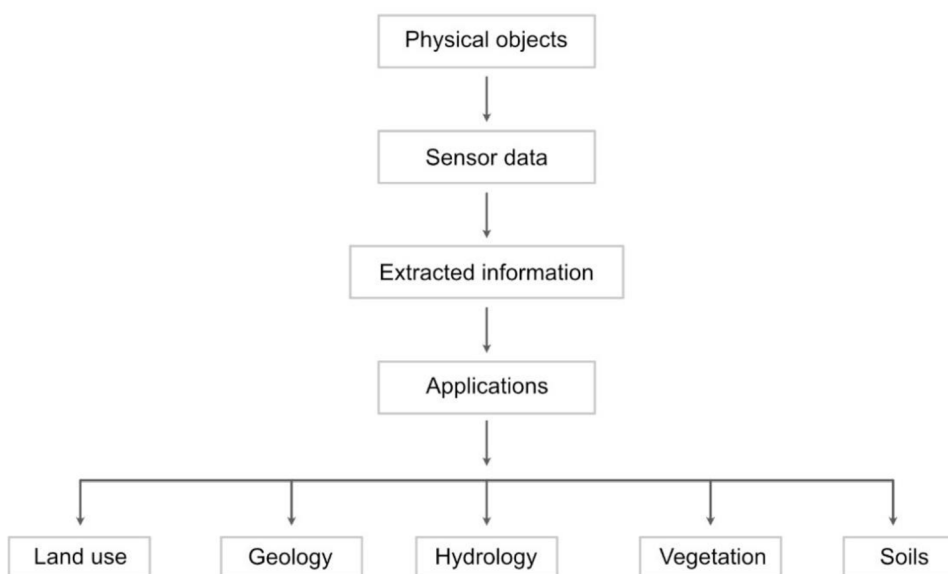 Physical objects
Sensor data
Extracted information
Applications
Land use
Geology
Hydrology
Vegetation
Soils